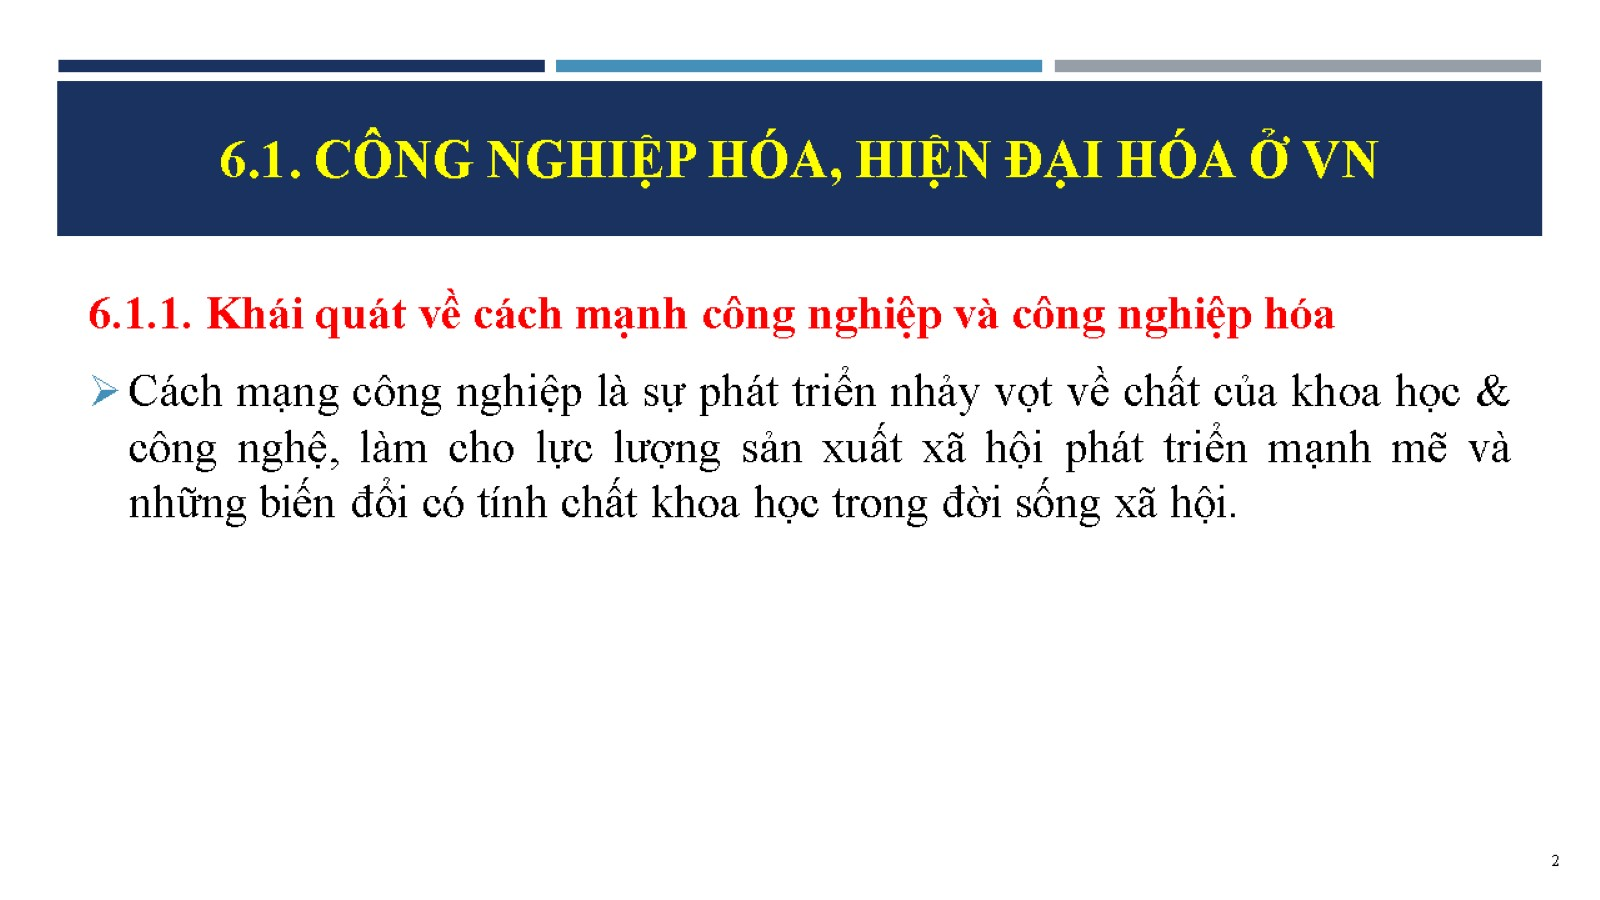 6.1. CÔNG NGHIỆP HÓA, HIỆN ĐẠI HÓA Ở VN
6.1.1. Khái quát về cách mạnh công nghiệp và công nghiệp hóa
Cách mạng công nghiệp là sự phát triển nhảy vọt về chất của khoa học &
công nghệ, làm cho lực lượng sản xuất xã hội phát triển mạnh mẽ và
những biến đổi có tính chất khoa học trong đời sống xã hội.
2